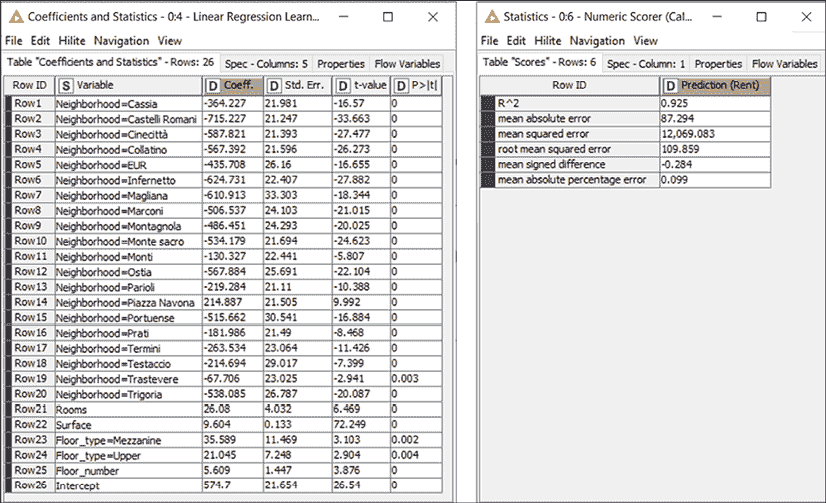 Coefficients and Statistics - 0:4 - Linear Regression Learn...
File Edit Hilite Navigation View
Table "Coefficients and Statistics" - Rows: 26 Spec - Columns: 5 Properties Flow Variables
Row ID S Variable D Coeff. D Std. Err. D t-value D P>|t|
Row1 Neighborhood=Cassia -364.227 21.981 -16.57 0
Row2 Neighborhood=Castelli Romani -715.227 21.247 -33.663 0
Row3 Neighborhood=Cinecittà -587.821 21.393 -27.477 0
Row4 Neighborhood=Collatino -567.392 21.596 -26.273 0
Row5 Neighborhood=EUR -435.708 26.16 -16.655 0
Row6 Neighborhood=Infernetto -624.731 22.407 -27.882 0
Row7 Neighborhood=Magliana -610.913 33.303 -18.344 0
Row8 Neighborhood=Marconi -506.537 24.103 -21.015 0
Row9 Neighborhood=Montagnola -486.451 24.293 -20.025 0
Row10 Neighborhood=Monte sacro -534.179 21.694 -24.623 0
Row11 Neighborhood=Monti -130.327 22.441 -5.807 0
Row12 Neighborhood=Ostia -567.884 25.691 -22.104 0
Row13 Neighborhood=Parioli -219.284 21.11 -10.388 0
Row14 Neighborhood=Piazza Navona 214.887 21.505 9.992 0
Row15 Neighborhood=Portuense -515.662 30.541 -16.884 0
Row16 Neighborhood=Prati -181.986 21.49 -8.468 0
Row17 Neighborhood=Termini -263.534 23.064 -11.426 0
Row18 Neighborhood=Testaccio -214.694 29.017 -7.399 0
Row19 Neighborhood=Trastevere -67.706 23.025 -2.941 0.003
Row20 Neighborhood=Trigoria -538.085 26.787 -20.087 0
Row21 Rooms 26.08 4.032 6.469 0
Row22 Surface 9.604 0.133 72.249 0
Row23 Floor_type=Mezzanine 35.589 11.469 3.103 0.002
Row24 Floor_type=Upper 21.045 7.248 2.904 0.004
Row25 Floor_number 5.609 1.447 3.876 0
Row26 Intercept 574.7 21.654 26.54 0
Statistics - 0:6 - Numeric Scorer (Cal...
File Edit Hilite Navigation View
Table "Scores" - Rows: 6 Spec - Column: 1 Properties Flow Variables
Row ID D Prediction (Rent)
R^2 0.925
mean absolute error 87.294
mean squared error 12,069.083
root mean squared error 109.859
mean signed difference -0.284
mean absolute percentage error 0.099